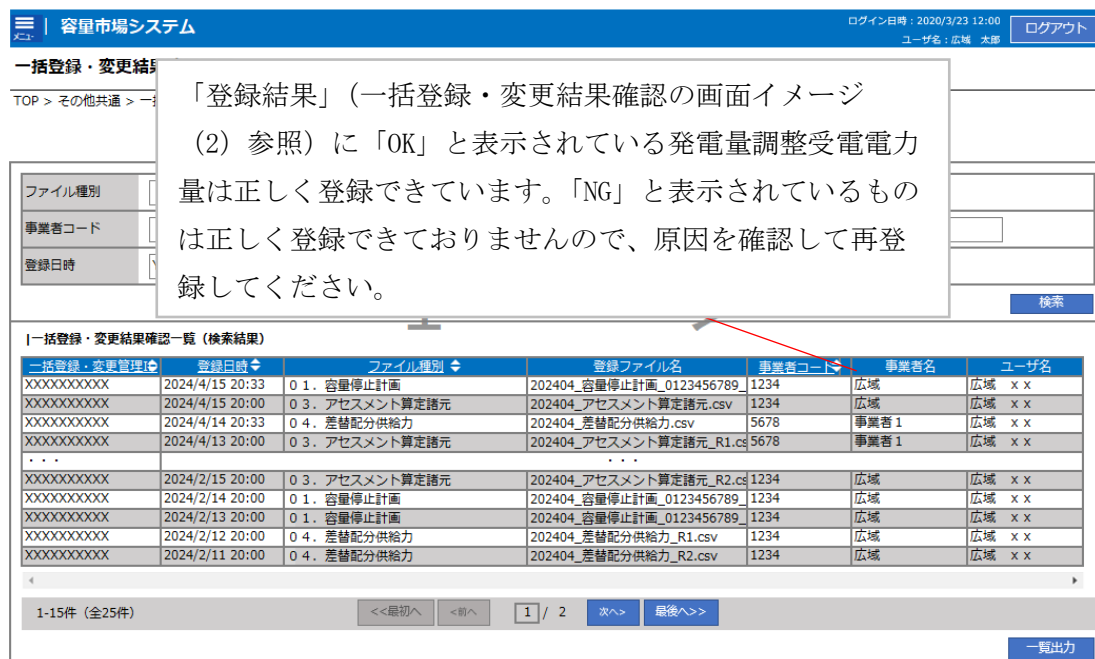 メニュー | 容量市場システム
ログイン日時：2020/3/23 12:00
ユーザ名：広域　太郎
ログアウト
一括登録・変更結
TOP > その他共通 >
「登録結果」(一括登録・変更結果確認の画面イメージ
（2）参照）に「OK」と表示されている発電量調整受電電力
量は正しく登録できています。「NG」と表示されているもの
は正しく登録できておりませんので、原因を確認して再登
録してください。
ファイル種別
事業者コード
登録日時
検索
|一括登録・変更結果確認一覧（検索結果）
一括登録・変更管理I 登録日時 ファイル種別 登録ファイル名 事業者コード 事業者名 ユーザ名
XXXXXXXXXX 2024/4/15 20:33 ０１．容量停止計画 202404_容量停止計画_0123456789_ 1234 広域 広域　ｘｘ
XXXXXXXXXX 2024/4/15 20:00 ０３．アセスメント算定諸元 202404_アセスメント算定諸元.csv 1234 広域 広域　ｘｘ
XXXXXXXXXX 2024/4/14 20:33 ０４．差替配分供給力 202404_差替配分供給力.csv 5678 事業者１ 広域　ｘｘ
XXXXXXXXXX 2024/4/13 20:00 ０３．アセスメント算定諸元 202404_アセスメント算定諸元_R1.cs 5678 事業者１ 広域　ｘｘ
・・・ ・・・
XXXXXXXXXX 2024/2/15 20:00 ０３．アセスメント算定諸元 202404_アセスメント算定諸元_R2.cs 1234 広域 広域　ｘｘ
XXXXXXXXXX 2024/2/14 20:00 ０１．容量停止計画 202404_容量停止計画_0123456789_ 1234 広域 広域　ｘｘ
XXXXXXXXXX 2024/2/13 20:00 ０１．容量停止計画 202404_容量停止計画_0123456789_ 1234 広域 広域　ｘｘ
XXXXXXXXXX 2024/2/12 20:00 ０４．差替配分供給力 202404_差替配分供給力_R1.csv 1234 広域 広域　ｘｘ
XXXXXXXXXX 2024/2/11 20:00 ０４．差替配分供給力 202404_差替配分供給力_R2.csv 1234 広域 広域　ｘｘ
1-15件（全25件） <<最初へ <前へ 1 / 2 次へ> 最後へ>>
一覧出力